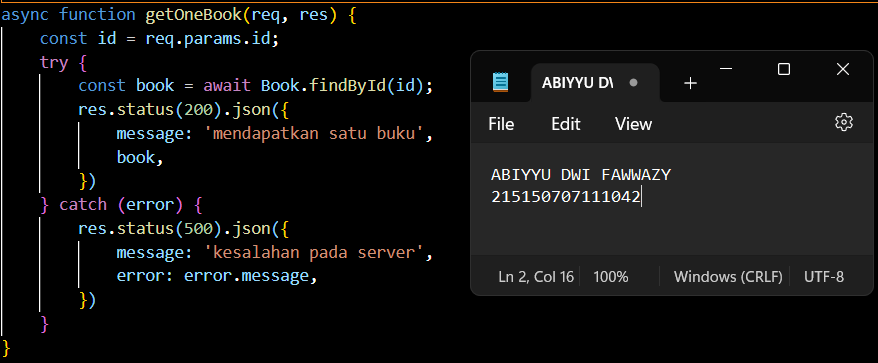 async function getOneBook(req, res) {
    const id = req.params.id;
    try {
        const book = await Book.findById(id);
        res.status(200).json({
            message: 'mendapatkan satu buku',
            book,
        })
    } catch (error) {
        res.status(500).json({
            message: 'kesalahan pada server',
            error: error.message,
        })
    }
}
ABIYYU DW
File Edit View
ABIYYU DWI FAWWAZY
215150707111042
Ln 2, Col 16 100% Windows (CRLF) UTF-8